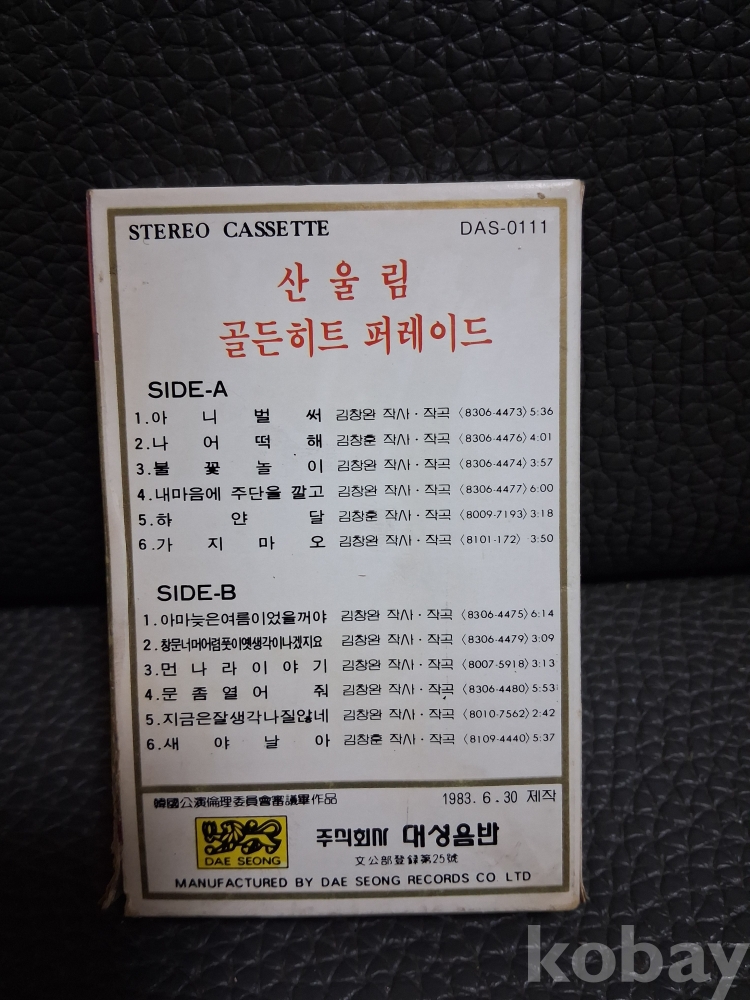 STEREO CASSETTE DAS-0111
산울림
골든히트 퍼레이드
SIDE-A
1.아 니 벌 써 김창완 작사·작곡 〈8306-4473〉5:36
2.나 어 떡 해 김창훈 작사·작곡 〈8306-4476〉4:01
3.불 꽃 놀 이 김창완 작사·작곡 〈8306-4474〉3:57
4.내마음에 주단을 깔고 김창완 작사·작곡 〈8306-4477〉6:00
5.하 얀 달 김창훈 작사·작곡 〈8009-7193〉3:18
6.가 지 마 오 김창완 작사·작곡 〈8101-172〉 3:50
SIDE-B
1.아마늦은여름이었을꺼야 김창완 작사·작곡 〈8306-4475〉6:14
2.창문너머어렴풋이옛생각이나겠지요 김창완 작사·작곡 〈8306-4479〉3:09
3.먼 나 라 이 야 기 김창완 작사·작곡 〈8007-5918〉3:13
4.문 좀 열 어 줘 김창완 작사·작곡 〈8306-4480〉5:53
5.지금은잘생각나질않네 김창완 작사·작곡 〈8010-7562〉2:42
6.새 야 날 아 김창훈 작사·작곡 〈8109-4440〉5:37
韓國公演倫理委員會審議畢作品 1983. 6. 30 제작
DAE SEONG
주식회사 대성음반
文公部登録第25號
MANUFACTURED BY DAE SEONG RECORDS CO LTD
kobay